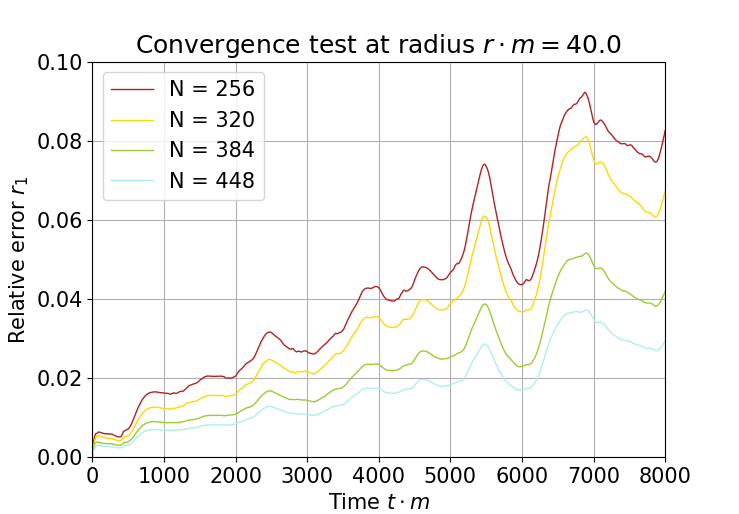 Convergence test at radius r · m = 40.0
0.10
0.08
0.06
0.04
0.02
0.00
Relative error r₁
N = 256
N = 320
N = 384
N = 448
0 1000 2000 3000 4000 5000 6000 7000 8000
Time t · m